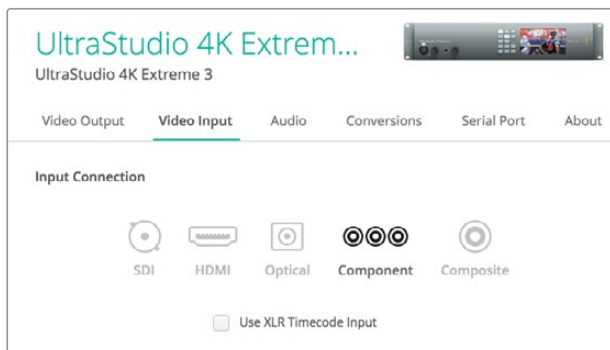 UltraStudio 4K Extrem...
UltraStudio 4K Extreme 3
Video Output Video Input Audio Conversions Serial Port About
Input Connection
SDI HDMI Optical Component Composite
Use XLR Timecode Input